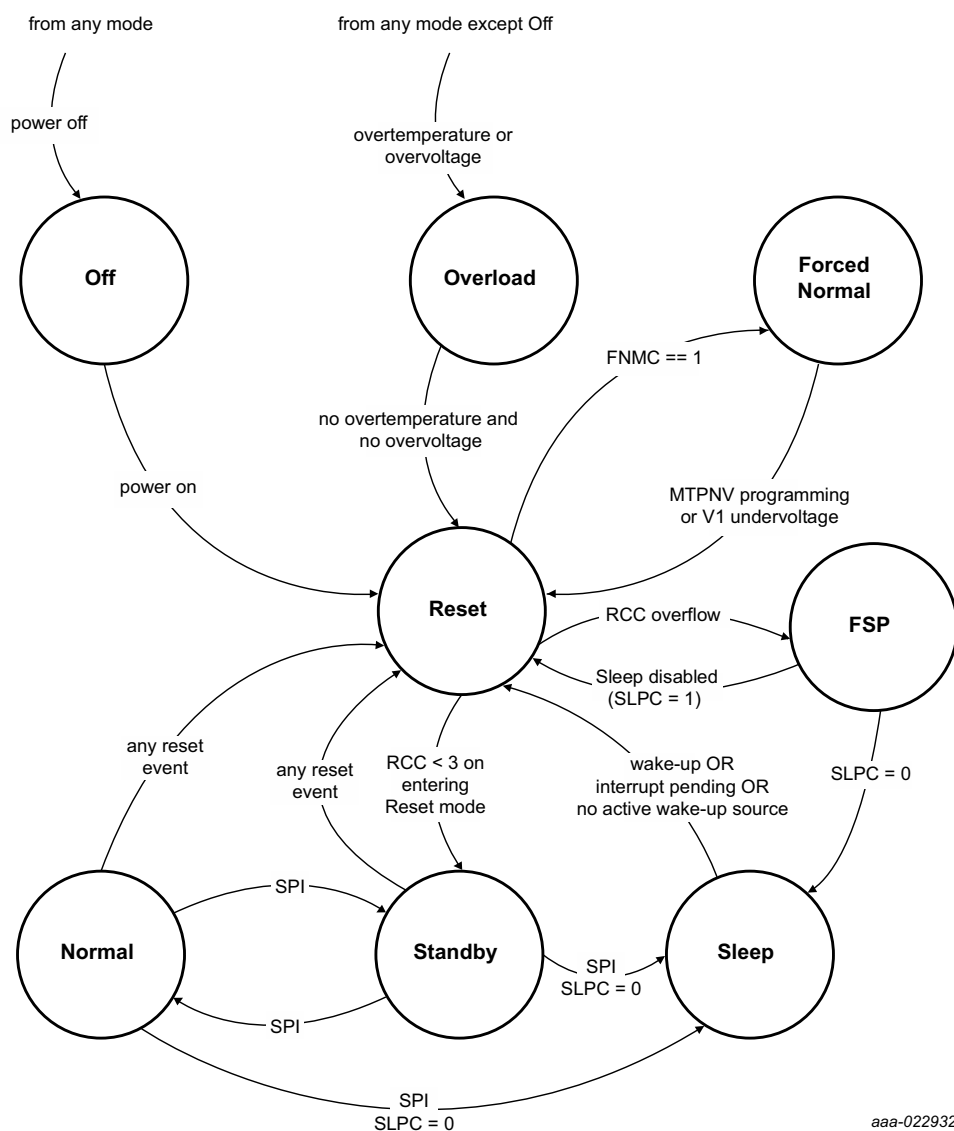 from any mode
from any mode except Off
power off
overtemperature or
overvoltage
Off
Overload
Forced
Normal
FNMC == 1
no overtemperature and
no overvoltage
power on
MTPNV programming
or V1 undervoltage
Reset
RCC overflow
FSP
Sleep disabled
(SLPC = 1)
any reset
event
any reset
event
RCC < 3 on
entering
Reset mode
wake-up OR
interrupt pending OR
no active wake-up source
SLPC = 0
SPI
Normal
Standby
Sleep
SPI
SLPC = 0
SPI
SPI
SLPC = 0
aaa-022932